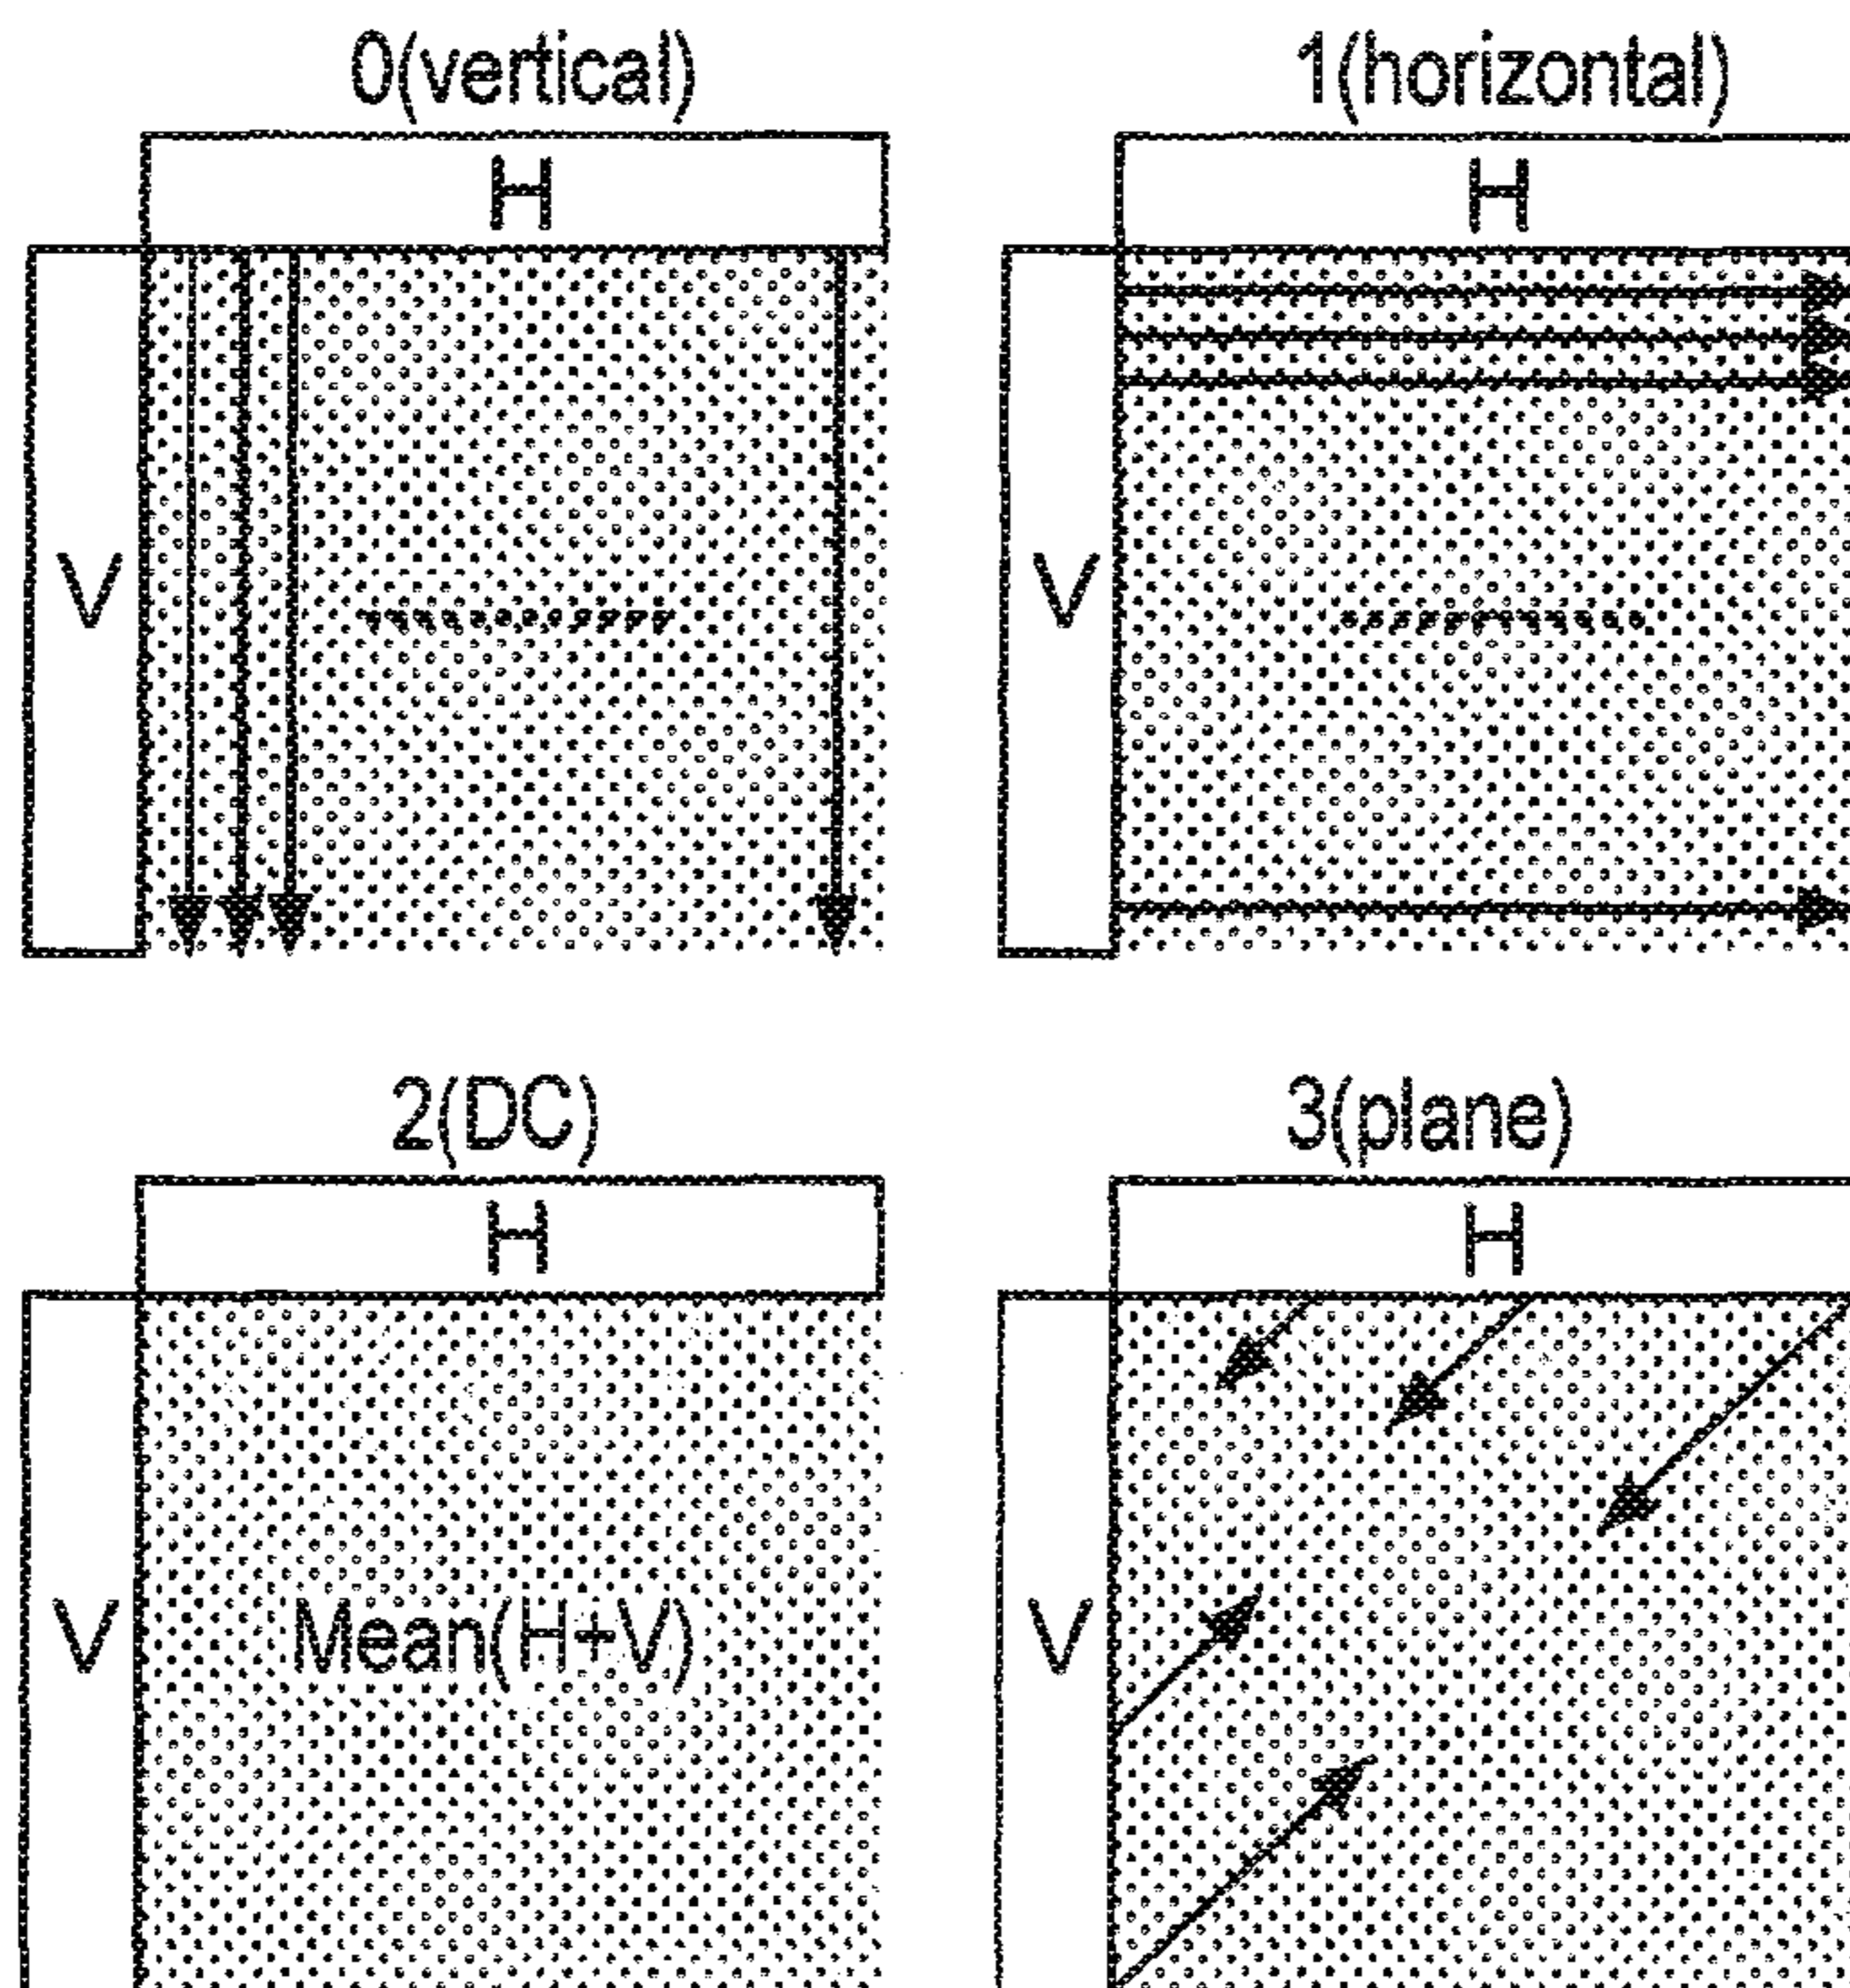 0(vertical)
H
V
1(horizontal)
H
V
2(DC)
H
V
Mean(H+V)
3(plane)
H
V